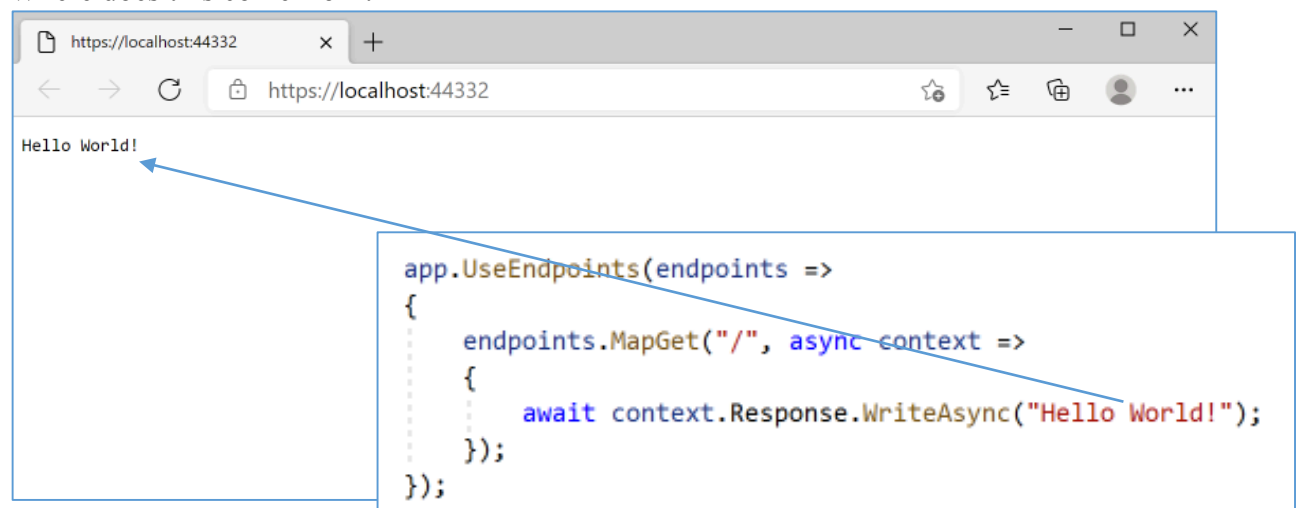 https://localhost:44332
https://localhost:44332
Hello World!
app.UseEndpoints(endpoints =>
{
    endpoints.MapGet("/", async context =>
    {
        await context.Response.WriteAsync("Hello World!");
    });
});